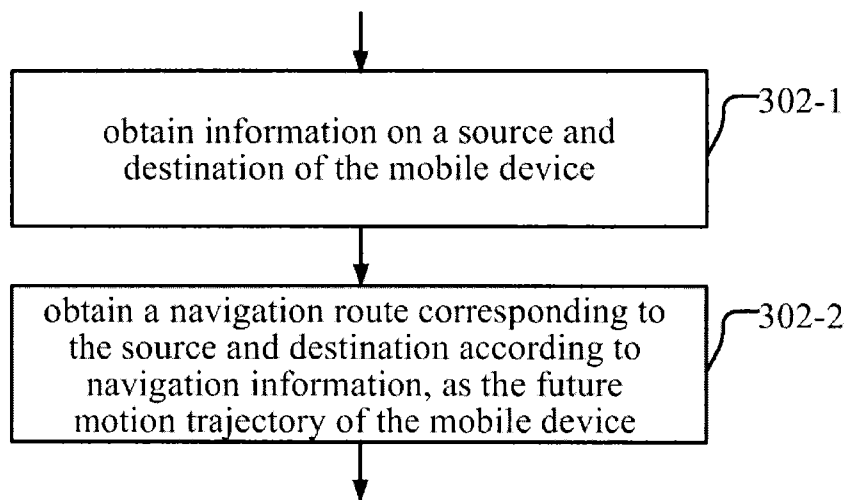 302-1
obtain information on a source and
destination of the mobile device
302-2
obtain a navigation route corresponding to
the source and destination according to
navigation information, as the future
motion trajectory of the mobile device